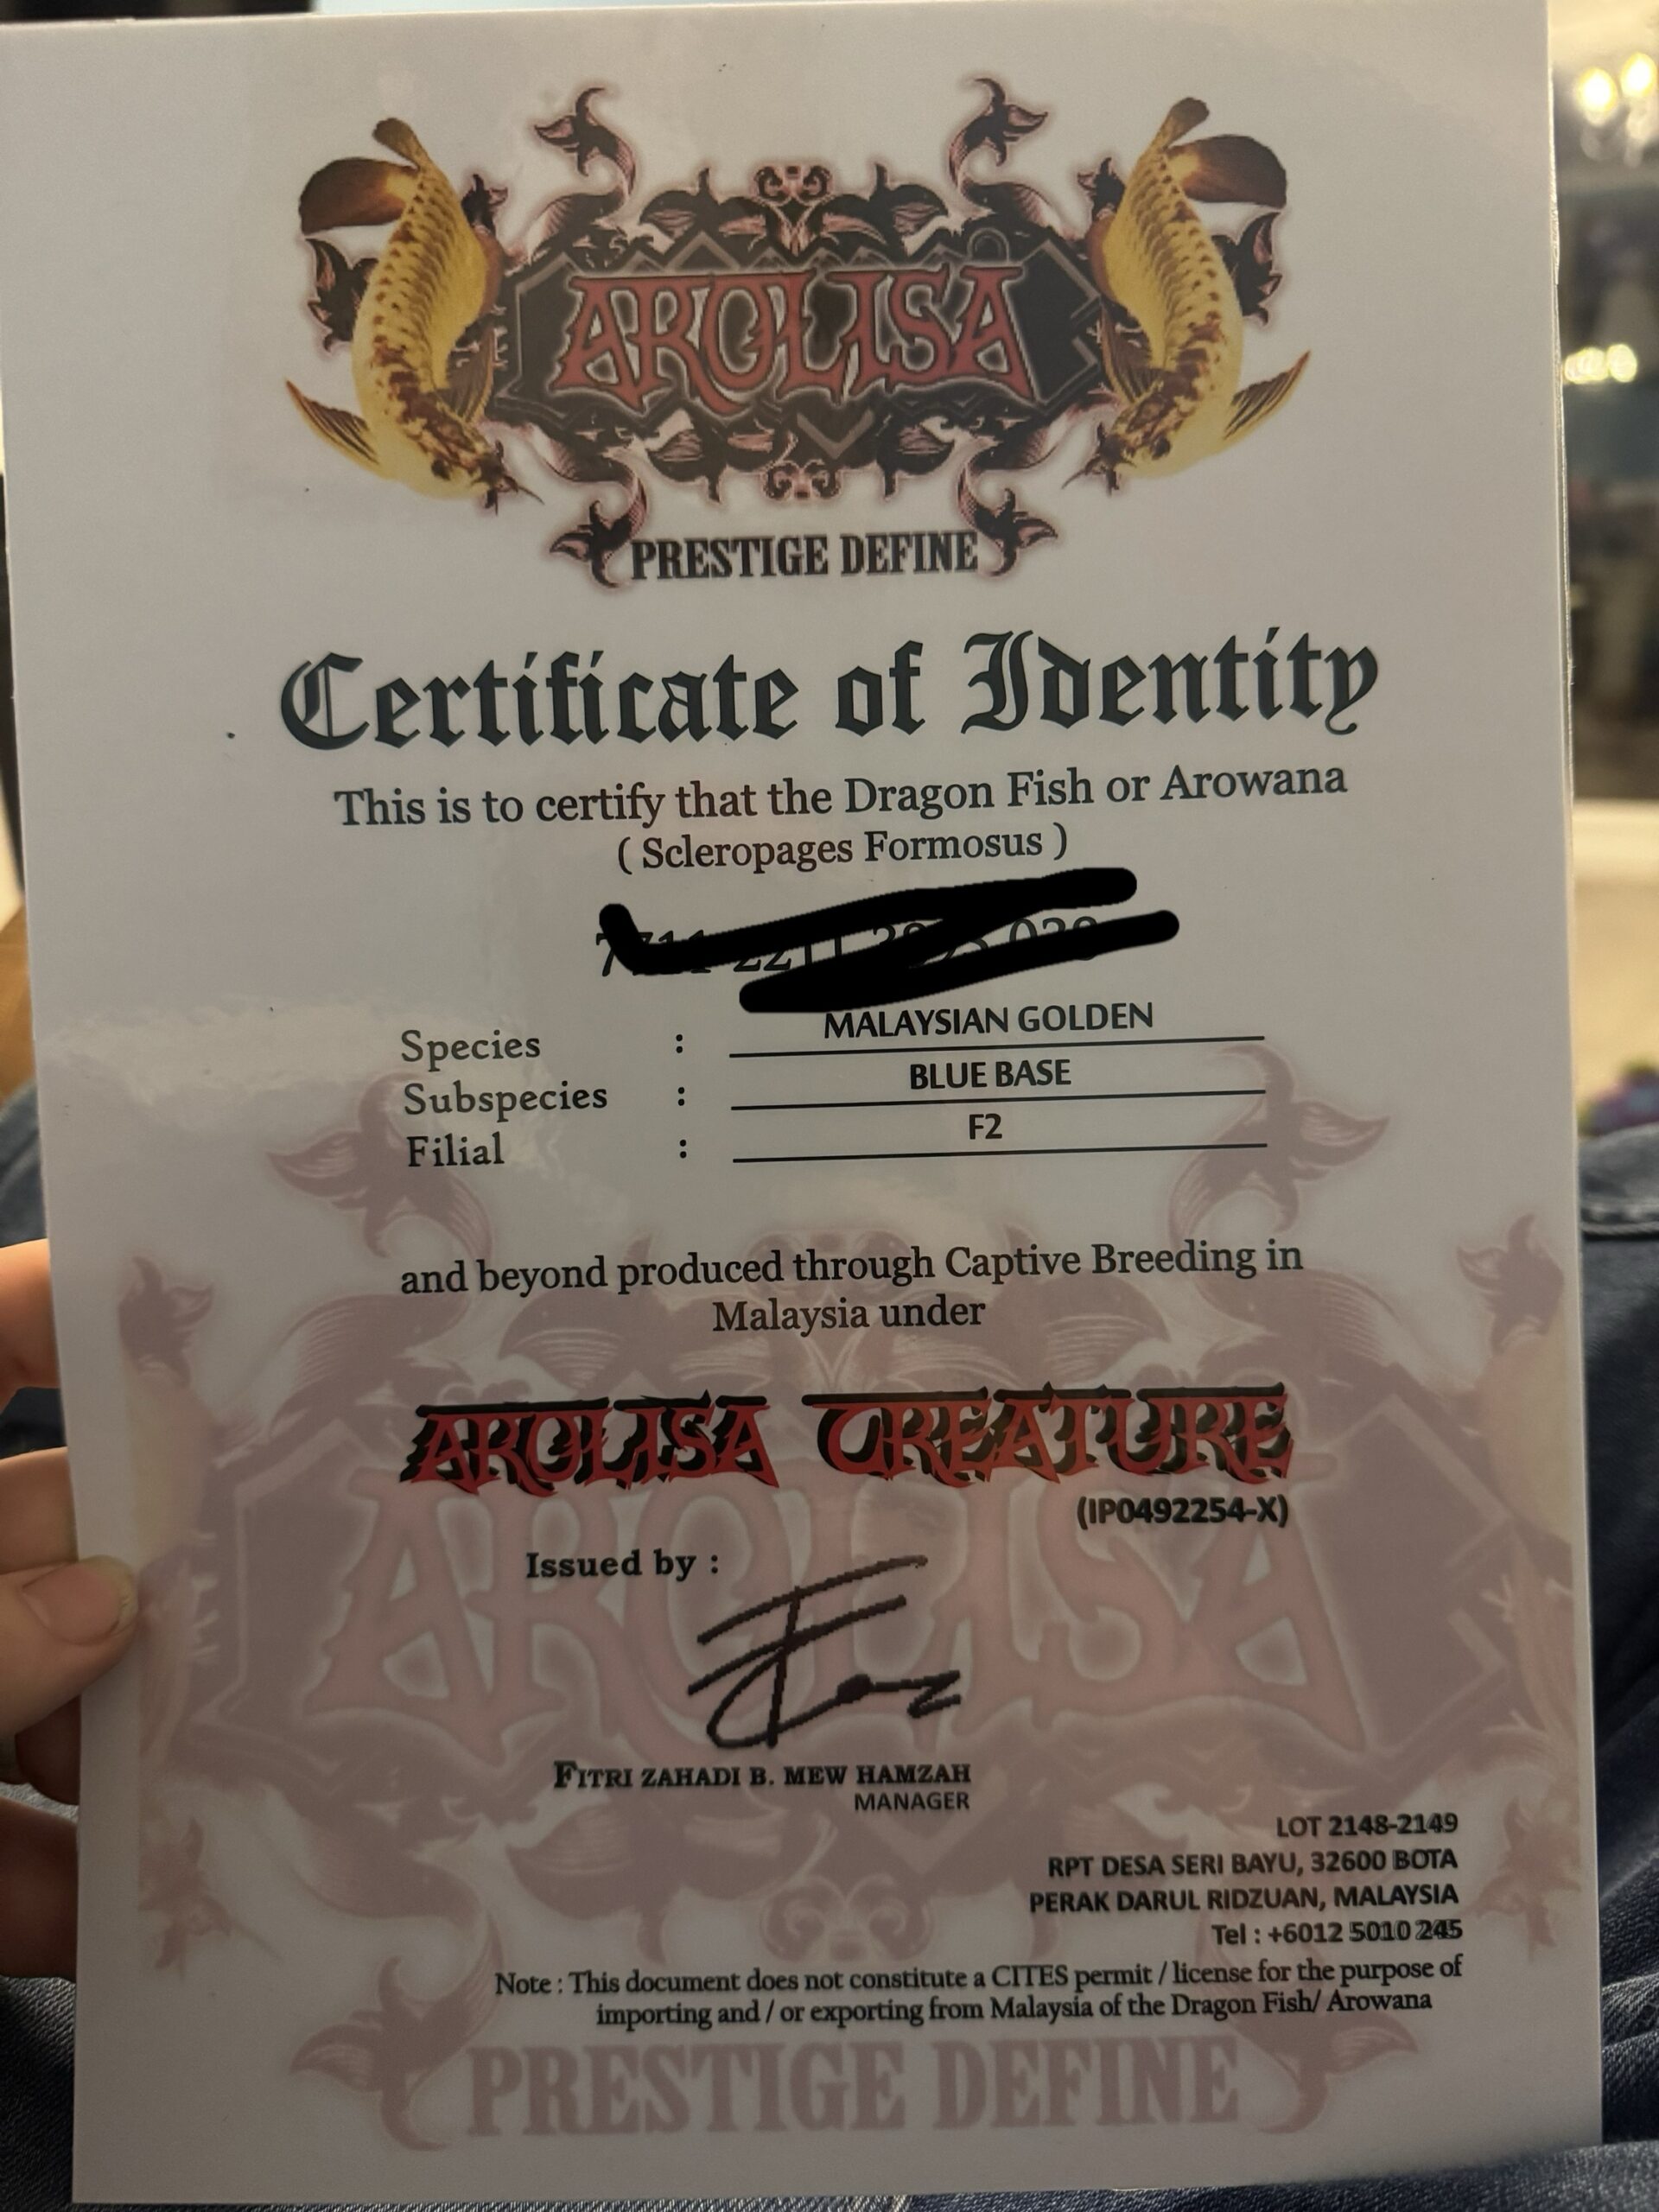 AROLISA
PRESTIGE DEFINE
Certificate of Identity
This is to certify that the Dragon Fish or Arowana
( Scleropages Formosus )
Species : MALAYSIAN GOLDEN
Subspecies : BLUE BASE
Filial : F2
and beyond produced through Captive Breeding in
Malaysia under
AROLISA CREATURE
(IP0492254-X)
Issued by :
FITRI ZAHADI B. MEW HAMZAH
MANAGER
LOT 2148-2149
RPT DESA SERI BAYU, 32600 BOTA
PERAK DARUL RIDZUAN, MALAYSIA
Tel : +6012 5010 245
Note : This document does not constitute a CITES permit / license for the purpose of
importing and / or exporting from Malaysia of the Dragon Fish/ Arowana
AROLISA
PRESTIGE DEFINE